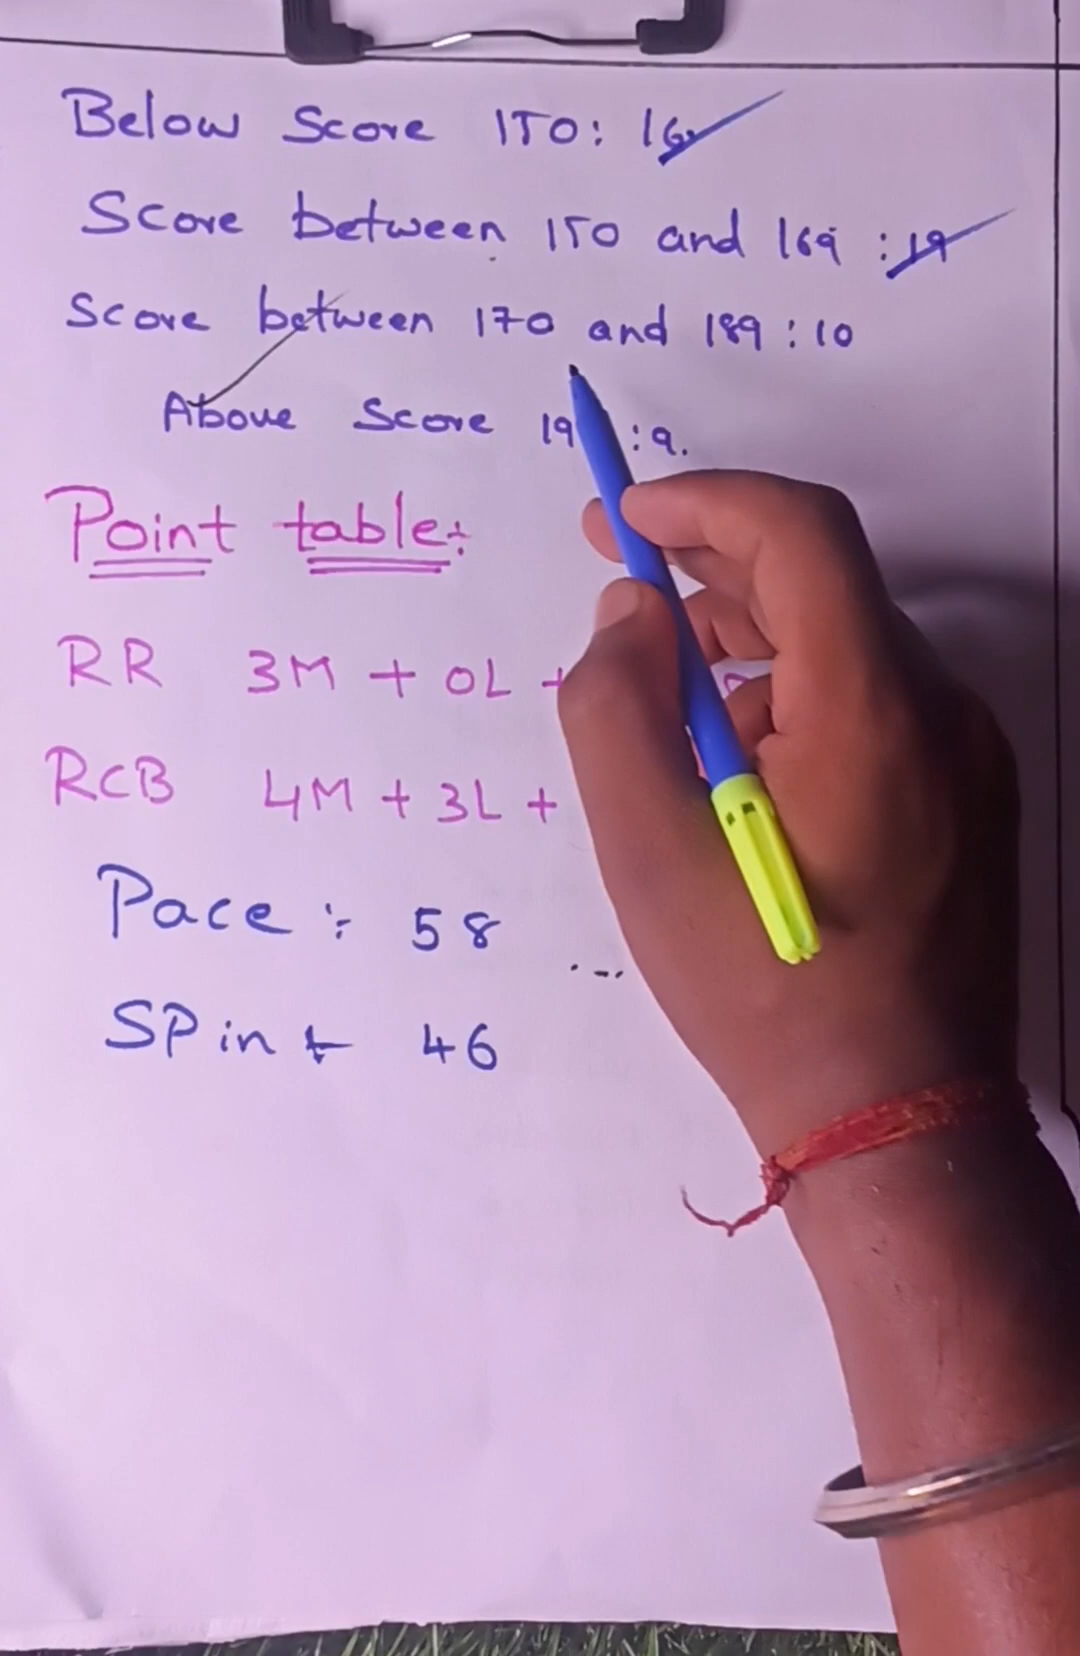 Below Score 150: 16
Score between 150 and 169 : 19
Score between 170 and 189 : 10
Above Score 19 : 9.
Point table:
RR 3M + 0L +
RCB 4M + 3L +
Pace : 58
SPin : 46